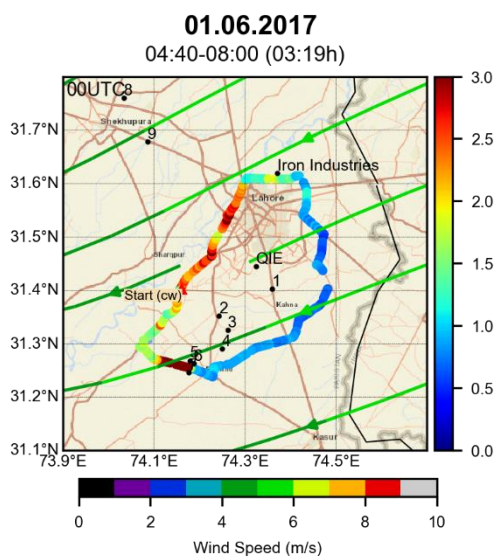 01.06.2017
04:40-08:00 (03:19h)
00UTC
8
Shekhupura
9
31.7°N
Iron Industries
31.6°N
Lahore
31.5°N
Sharqpur
QIE
1
31.4°N
Start (cw)
Kahna
2
3
31.3°N
4
5
6
31.2°N
Kasur
31.1°N
73.9°E 74.1°E 74.3°E 74.5°E
3.0
2.5
2.0
1.5
1.0
0.5
0.0
0 2 4 6 8 10
Wind Speed (m/s)